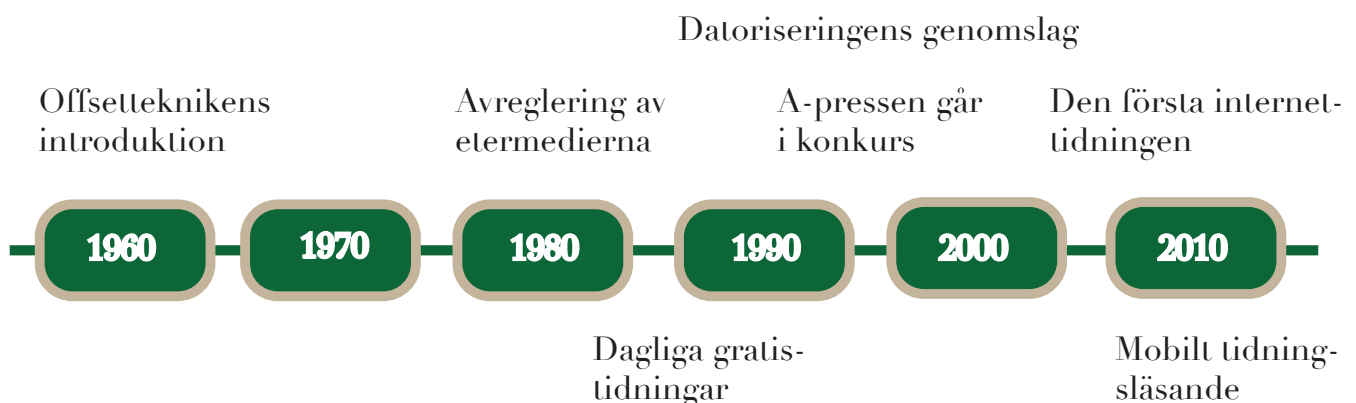 Datoriseringens genomslag
Offsetteknikens
introduktion
Avreglering av
etermedierna
A-pressen går
i konkurs
Den första internet-
tidningen
1960
1970
1980
1990
2000
2010
Dagliga gratis-
tidningar
Mobilt tidning-
släsande